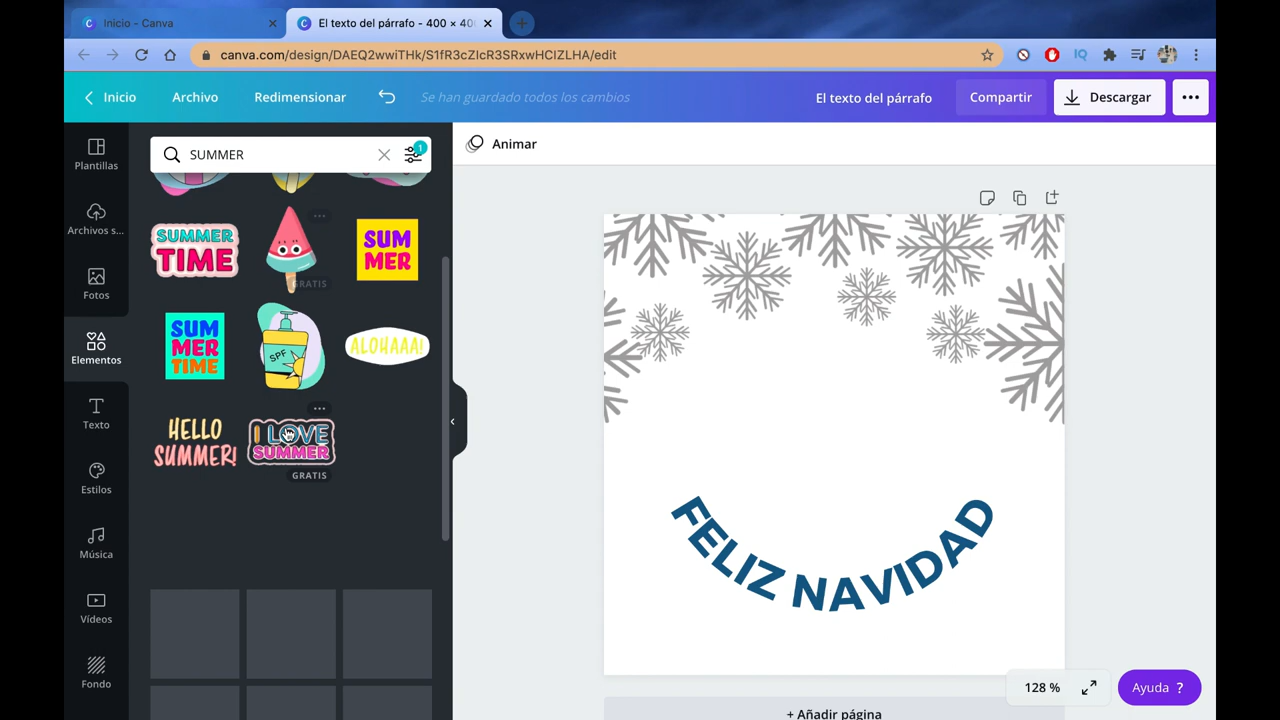 Inicio - Canva
El texto del párrafo - 400 × 40
canva.com/design/DAEQ2wwiTHk/S1fR3cZIcR3SRxwHCIZLHA/edit
Inicio
Archivo
Redimensionar
Se han guardado todos los cambios
El texto del párrafo
Compartir
Descargar
Plantillas
Archivos s...
Fotos
Elementos
Texto
Estilos
Música
Vídeos
Fondo
SUMMER
1
SUMMER
TIME
GRATIS
SUM
MER
SUM
MER
TIME
SPF
ALOHAAA!
HELLO
SUMMER!
I LOVE
SUMMER
GRATIS
Animar
FELIZ NAVIDAD
128 %
Ayuda ?
+ Añadir página